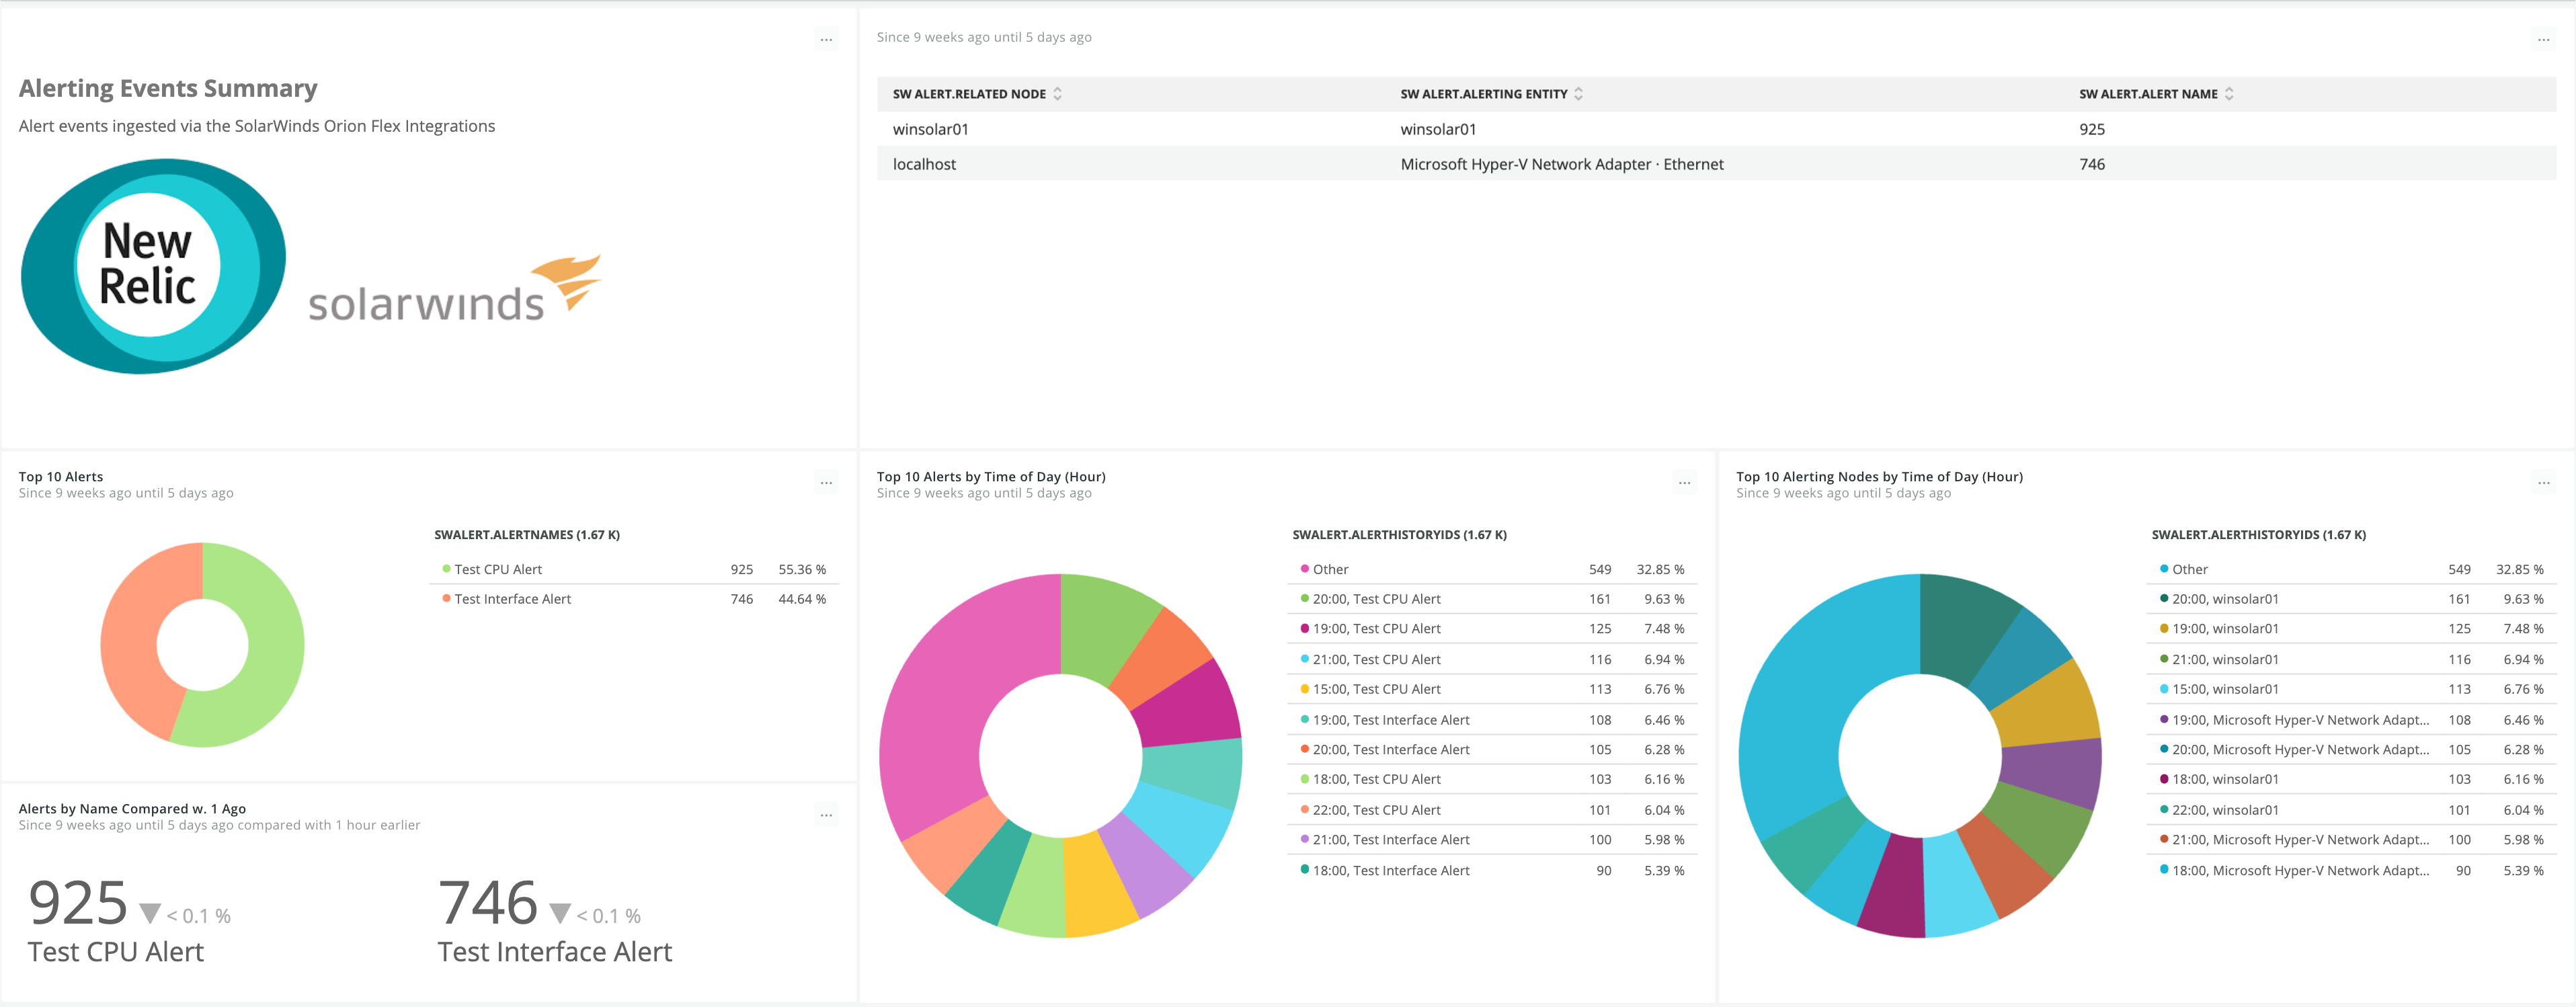 Alerting Events Summary
Alert events ingested via the SolarWinds Orion Flex Integrations
New
Relic
solarwinds
Since 9 weeks ago until 5 days ago
SW ALERT.RELATED NODE SW ALERT.ALERTING ENTITY SW ALERT.ALERT NAME
winsolar01 winsolar01 925
localhost Microsoft Hyper-V Network Adapter · Ethernet 746
Top 10 Alerts
Since 9 weeks ago until 5 days ago
SWALERT.ALERTNAMES (1.67 K)
Test CPU Alert 925 55.36 %
Test Interface Alert 746 44.64 %
Alerts by Name Compared w. 1 Ago
Since 9 weeks ago until 5 days ago compared with 1 hour earlier
925 ▼ < 0.1 % 746 ▼ < 0.1 %
Test CPU Alert Test Interface Alert
Top 10 Alerts by Time of Day (Hour)
Since 9 weeks ago until 5 days ago
SWALERT.ALERTHISTORYIDS (1.67 K)
Other 549 32.85 %
20:00, Test CPU Alert 161 9.63 %
19:00, Test CPU Alert 125 7.48 %
21:00, Test CPU Alert 116 6.94 %
15:00, Test CPU Alert 113 6.76 %
19:00, Test Interface Alert 108 6.46 %
20:00, Test Interface Alert 105 6.28 %
18:00, Test CPU Alert 103 6.16 %
22:00, Test CPU Alert 101 6.04 %
21:00, Test Interface Alert 100 5.98 %
18:00, Test Interface Alert 90 5.39 %
Top 10 Alerting Nodes by Time of Day (Hour)
Since 9 weeks ago until 5 days ago
SWALERT.ALERTHISTORYIDS (1.67 K)
Other 549 32.85 %
20:00, winsolar01 161 9.63 %
19:00, winsolar01 125 7.48 %
21:00, winsolar01 116 6.94 %
15:00, winsolar01 113 6.76 %
19:00, Microsoft Hyper-V Network Adapt... 108 6.46 %
20:00, Microsoft Hyper-V Network Adapt... 105 6.28 %
18:00, winsolar01 103 6.16 %
22:00, winsolar01 101 6.04 %
21:00, Microsoft Hyper-V Network Adapt... 100 5.98 %
18:00, Microsoft Hyper-V Network Adapt... 90 5.39 %